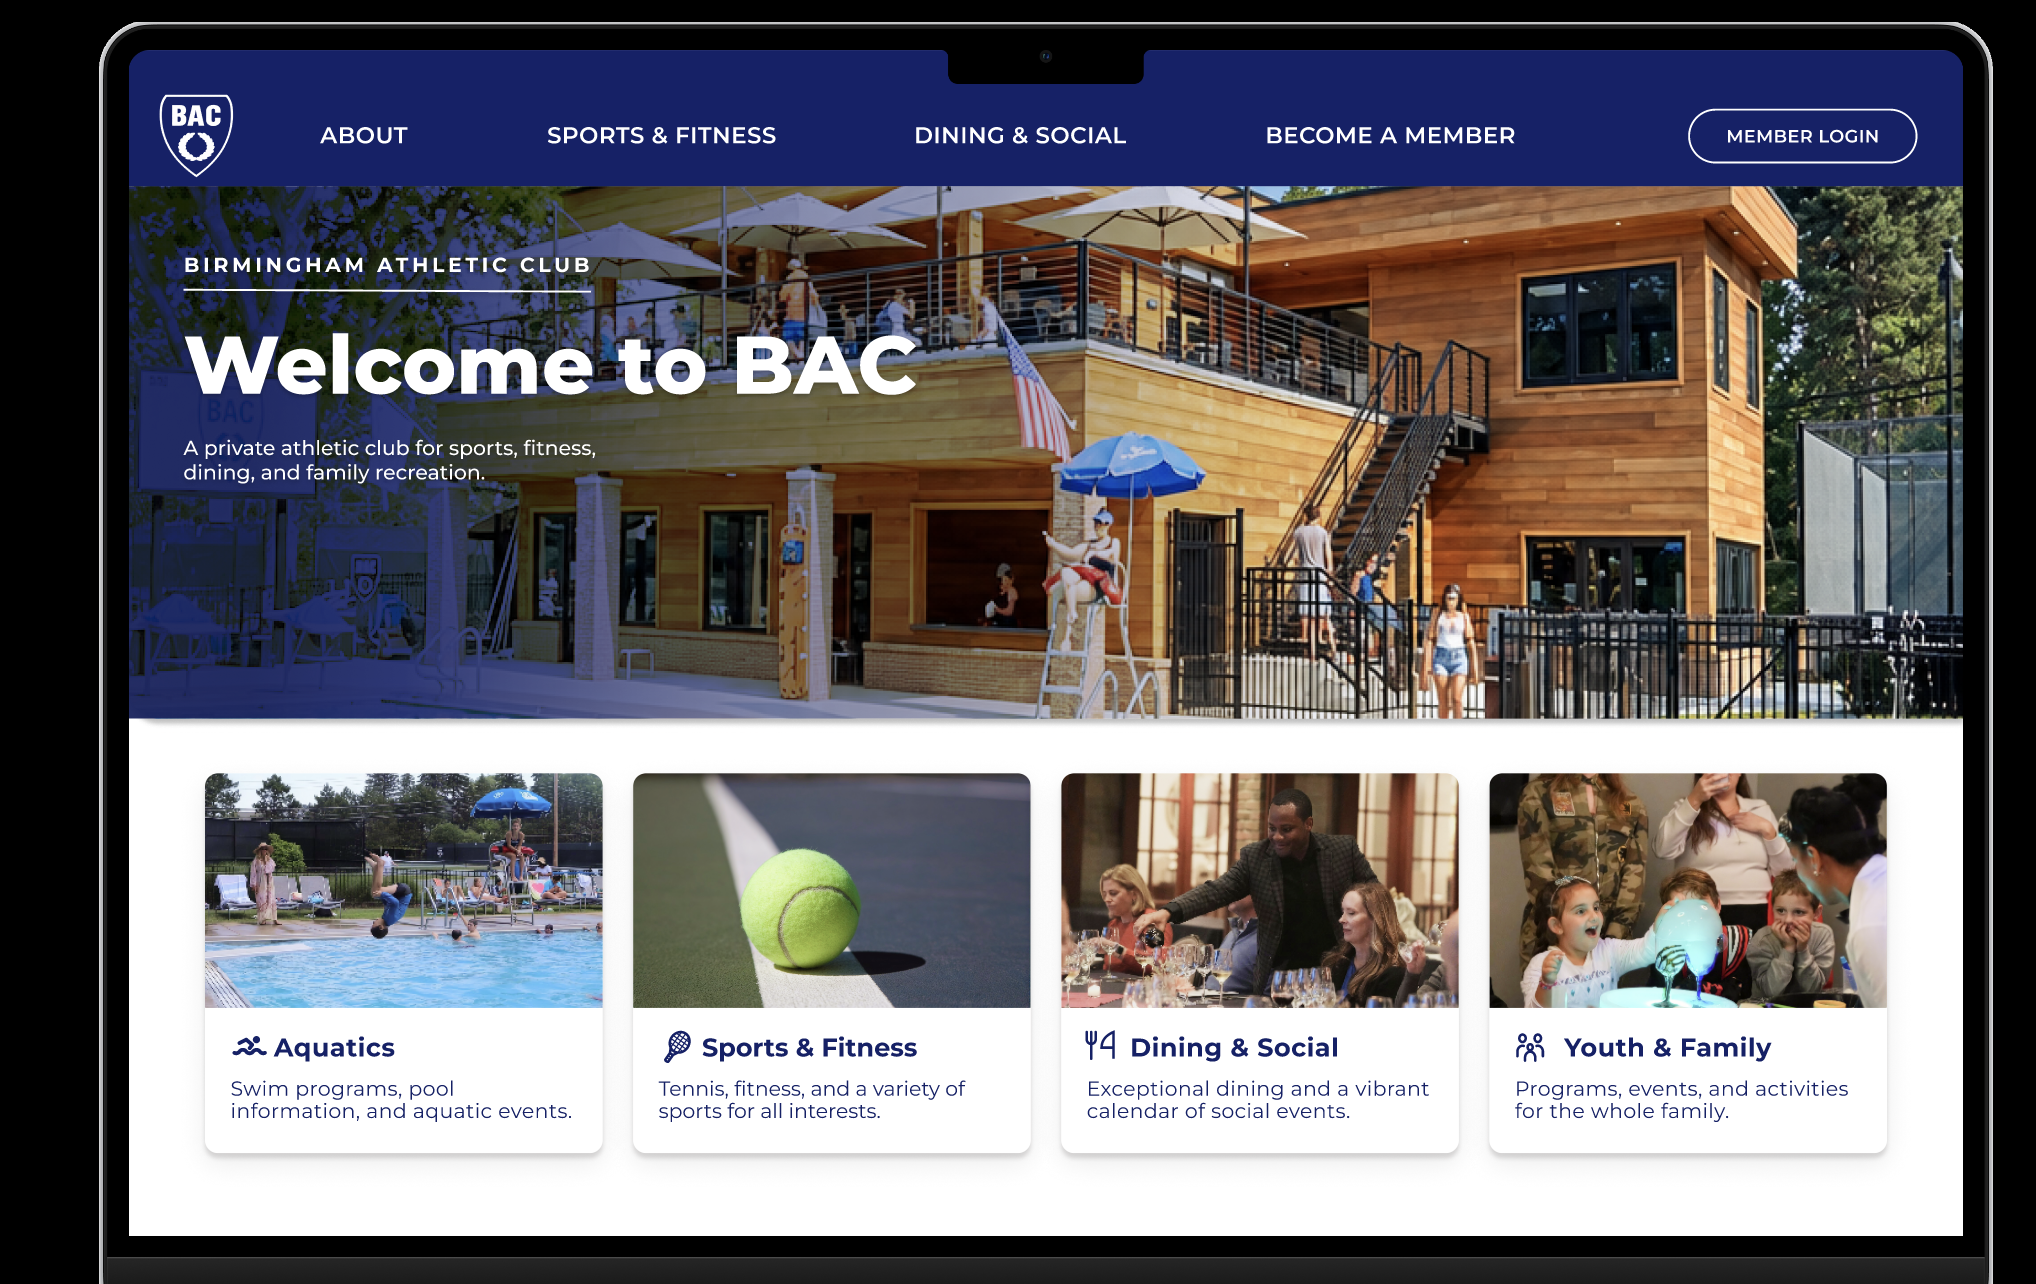 BAC
ABOUT
SPORTS & FITNESS
DINING & SOCIAL
BECOME A MEMBER
MEMBER LOGIN
BIRMINGHAM ATHLETIC CLUB
Welcome to BAC
BAC
A private athletic club for sports, fitness,
dining, and family recreation.
BAC
Aquatics
Swim programs, pool
information, and aquatic events.
Sports & Fitness
Tennis, fitness, and a variety of
sports for all interests.
Dining & Social
Exceptional dining and a vibrant
calendar of social events.
Youth & Family
Programs, events, and activities
for the whole family.